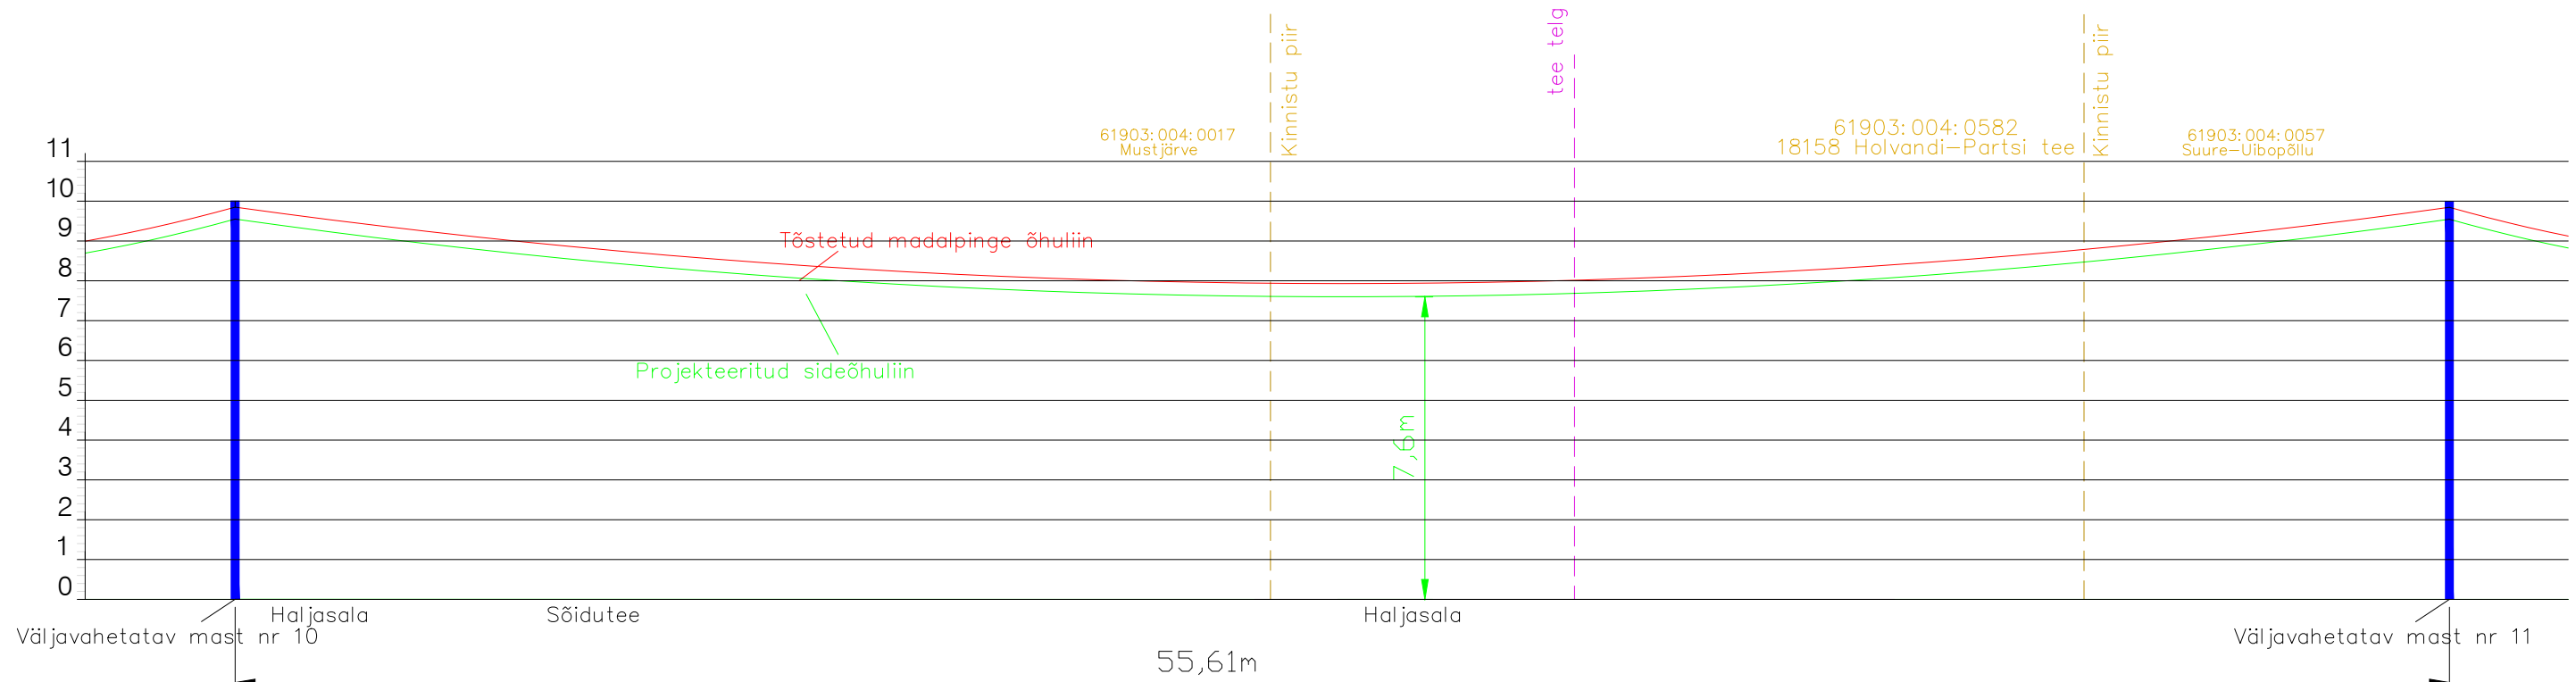 tee telg
Kinnistu piir
Kinnistu piir
61903:004:0017
Mustjärve
61903:004:0582
18158 Holvandi-Partsi tee
61903:004:0057
Suure-Uibopõllu
11
10
9
8
7
6
5
4
3
2
1
0
Tõstetud madalpinge õhuliin
Projekteeritud sideõhuliin
7,6m
Haljasala
Sõidutee
Haljasala
Väljavahetatav mast nr 10
Väljavahetatav mast nr 11
55,61m